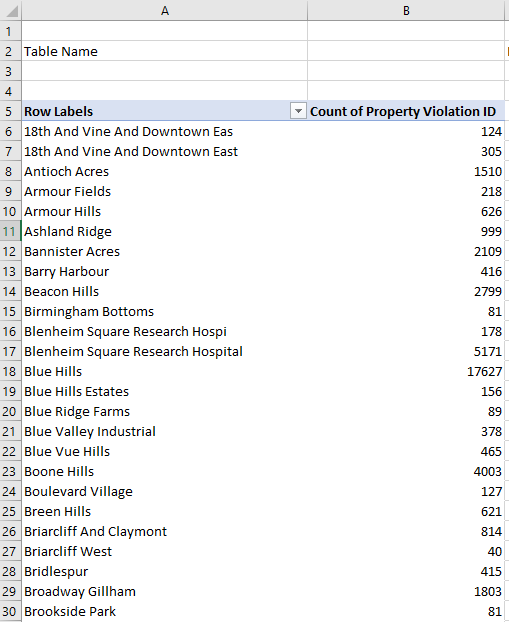 A B
1
2 Table Name
3
4
5 Row Labels Count of Property Violation ID
6 18th And Vine And Downtown Eas 124
7 18th And Vine And Downtown East 305
8 Antioch Acres 1510
9 Armour Fields 218
10 Armour Hills 626
11 Ashland Ridge 999
12 Bannister Acres 2109
13 Barry Harbour 416
14 Beacon Hills 2799
15 Birmingham Bottoms 81
16 Blenheim Square Research Hospi 178
17 Blenheim Square Research Hospital 5171
18 Blue Hills 17627
19 Blue Hills Estates 156
20 Blue Ridge Farms 89
21 Blue Valley Industrial 378
22 Blue Vue Hills 465
23 Boone Hills 4003
24 Boulevard Village 127
25 Breen Hills 621
26 Briarcliff And Claymont 814
27 Briarcliff West 40
28 Bridlespur 415
29 Broadway Gillham 1803
30 Brookside Park 81